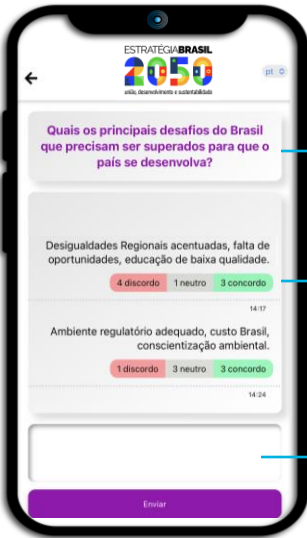 ESTRATÉGIABRASIL
2050
união, desenvolvimento e sustentabilidade
pt
Quais os principais desafios do Brasil
que precisam ser superados para que o
país se desenvolva?
Desigualdades Regionais acentuadas, falta de
oportunidades, educação de baixa qualidade.
4 discordo 1 neutro 3 concordo
14:17
Ambiente regulatório adequado, custo Brasil,
conscientização ambiental.
1 discordo 3 neutro 3 concordo
14:24
Enviar